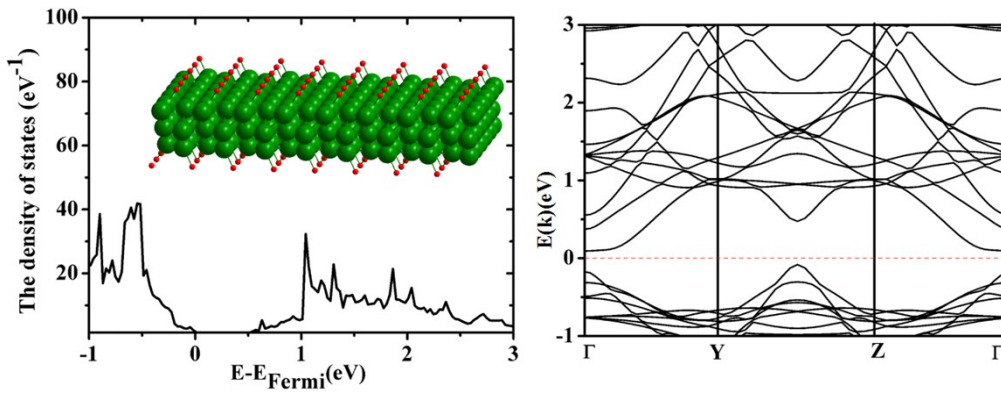 The density of states (eV⁻¹)
100
80
60
40
20
-1
0
1
2
3
E-E_Fermi(eV)
E(k)(eV)
3
2
1
0
-1
Γ
Y
Z
Γ